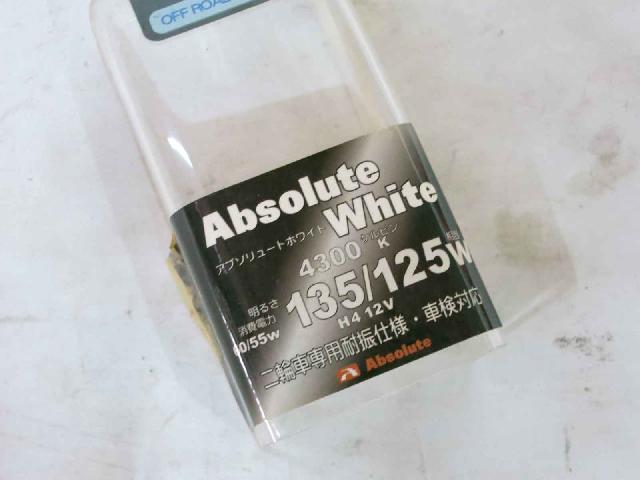 OFF ROAD
Absolute
White
アブソリュートホワイト
4300 ケルビン K
明るさ
135/125W
消費電力
60/55w
H4 12V
二輪車専用耐振仕様・車検対応
Absolute